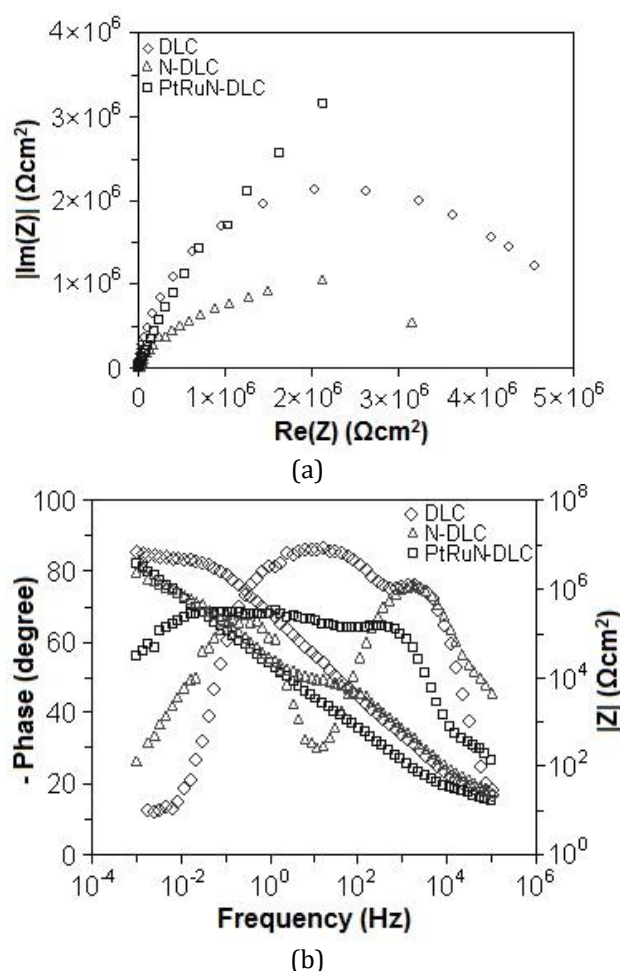 4×10⁶
3×10⁶
2×10⁶
1×10⁶
0
|Im(Z)| (Ωcm²)
DLC
N-DLC
PtRuN-DLC
0 1×10⁶ 2×10⁶ 3×10⁶ 4×10⁶ 5×10⁶
Re(Z) (Ωcm²)
(a)
100
80
60
40
20
0
- Phase (degree)
DLC
N-DLC
PtRuN-DLC
10⁸
10⁶
10⁴
10²
10⁰
|Z| (Ωcm²)
10⁻⁴ 10⁻² 10⁰ 10² 10⁴ 10⁶
Frequency (Hz)
(b)